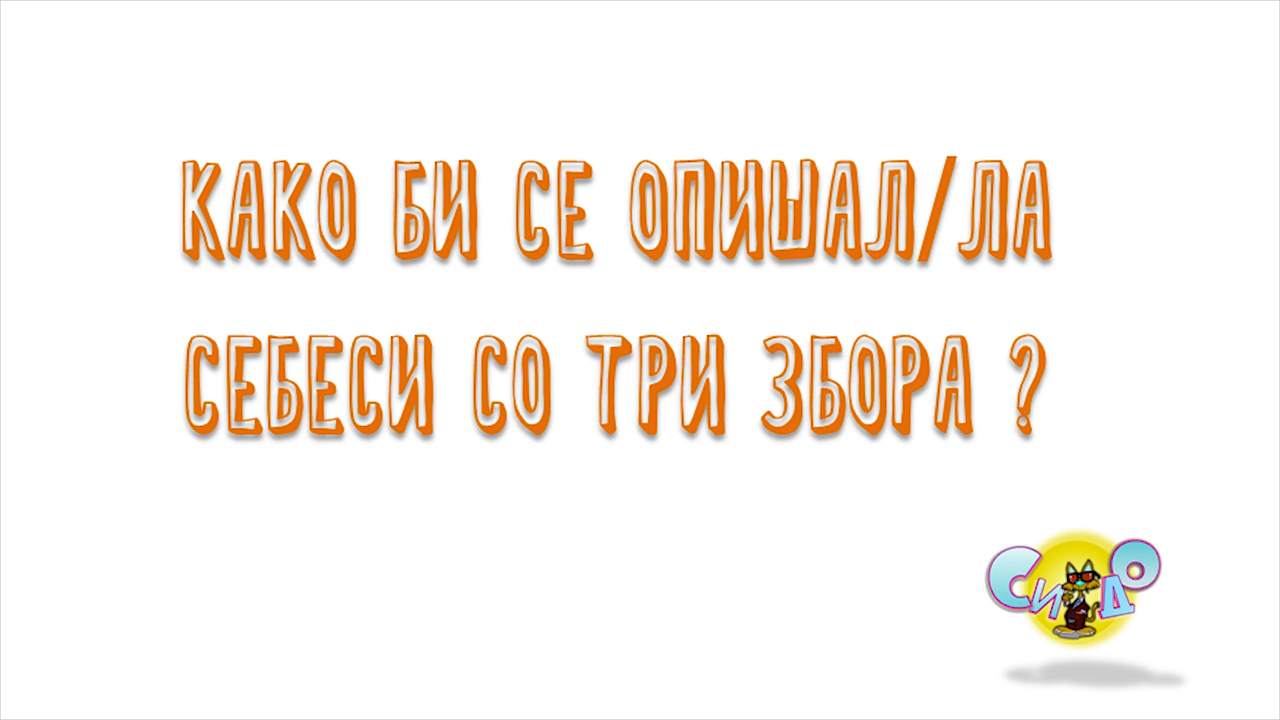 КАКО БИ СЕ ОПИШАЛ/ЛА
СЕБЕСИ СО ТРИ ЗБОРА ?
СИДО